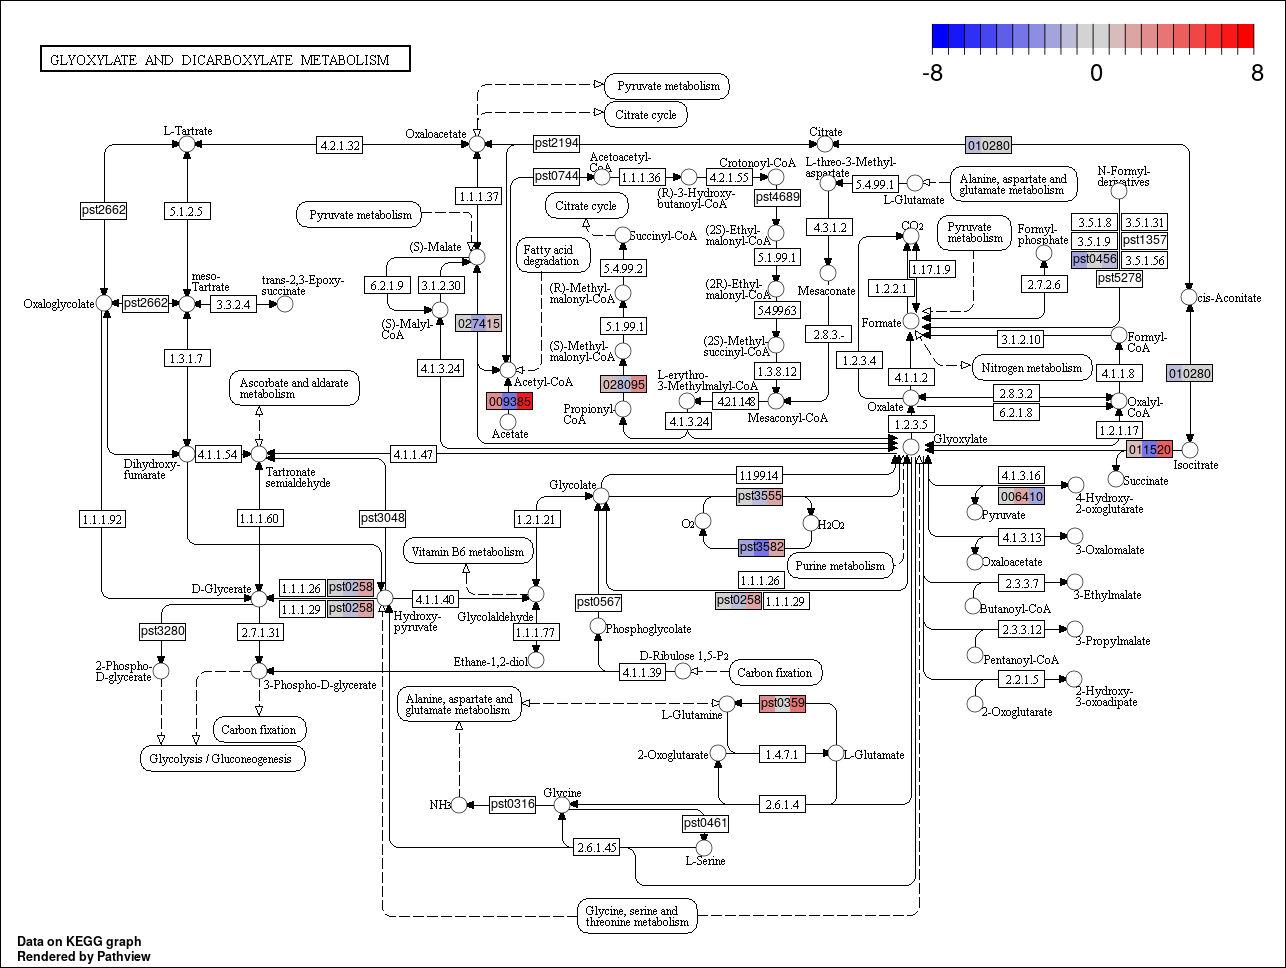 GLYOXYLATE AND DICARBOXYLATE METABOLISM
-8
0
8
Pyruvate metabolism
Citrate cycle
L-Tartrate
4.2.1.32
Oxaloacetate
pst2194
Citrate
010280
Acetoacetyl-
CoA
pst0744
1.1.1.36
(R)-3-Hydroxy-
butanoyl-CoA
4.2.1.55
Crotonoyl-CoA
pst4689
L-threo-3-Methyl-
aspartate
5.4.99.1
L-Glutamate
Alanine, aspartate and
glutamate metabolism
N-Formyl-
derivatives
pst2662
5.1.2.5
1.1.1.37
Pyruvate metabolism
Citrate cycle
(2S)-Ethyl-
malonyl-CoA
4.3.1.2
CO2
Pyruvate
metabolism
Formyl-
phosphate
3.5.1.8
3.5.1.31
3.5.1.9
pst1357
pst0456
3.5.1.56
pst5278
(S)-Malate
Fatty acid
degradation
Succinyl-CoA
5.4.99.2
5.1.99.1
1.17.1.9
1.2.2.1
2.7.2.6
meso-
Tartrate
trans-2,3-Epoxy-
succinate
6.2.1.9
3.1.2.30
(R)-Methyl-
malonyl-CoA
(2R)-Ethyl-
malonyl-CoA
Mesaconate
Oxaloglycolate
pst2662
3.3.2.4
cis-Aconitate
(S)-Malyl-
CoA
027415
5.1.99.1
5.4.99.63
2.8.3.-
Formate
3.1.2.10
Formyl-
CoA
1.3.1.7
4.1.3.24
(S)-Methyl-
malonyl-CoA
(2S)-Methyl-
succinyl-CoA
1.2.3.4
Nitrogen metabolism
Acetyl-CoA
1.3.8.12
4.1.1.2
4.1.1.8
010280
Ascorbate and aldarate
metabolism
028095
L-erythro-
3-Methylmalyl-CoA
2.8.3.2
009385
4.2.1.148
Mesaconyl-CoA
Oxalate
6.2.1.8
Oxalyl-
CoA
Acetate
Propionyl-
CoA
4.1.3.24
1.2.3.5
1.2.1.17
Glyoxylate
011520
4.1.1.54
4.1.1.47
Dihydroxy-
fumarate
Tartronate
semialdehyde
Isocitrate
Succinate
1.1.99.14
4.1.3.16
Glycolate
pst3555
006410
4-Hydroxy-
2-oxoglutarate
Pyruvate
1.1.1.92
1.1.1.60
pst3048
1.2.1.21
O2
H2O2
4.1.3.13
3-Oxalomalate
Oxaloacetate
Vitamin B6 metabolism
pst3582
Purine metabolism
1.1.1.26
2.3.3.7
3-Ethylmalate
Butanoyl-CoA
D-Glycerate
1.1.1.26
pst0258
1.1.1.29
pst0258
4.1.1.40
Hydroxy-
pyruvate
Glycolaldehyde
pst0567
pst0258
1.1.1.29
pst3280
2.7.1.31
1.1.1.77
Phosphoglycolate
2.3.3.12
3-Propylmalate
Pentanoyl-CoA
2-Phospho-
D-glycerate
3-Phospho-D-glycerate
Ethane-1,2-diol
D-Ribulose 1,5-P2
4.1.1.39
Carbon fixation
2.2.1.5
2-Hydroxy-
3-oxoadipate
2-Oxoglutarate
Carbon fixation
Glycolysis / Gluconeogenesis
Alanine, aspartate and
glutamate metabolism
L-Glutamine
pst0359
2-Oxoglutarate
1.4.7.1
L-Glutamate
NH3
pst0316
Glycine
2.6.1.4
pst0461
2.6.1.45
L-Serine
Glycine, serine and
threonine metabolism
Data on KEGG graph
Rendered by Pathview